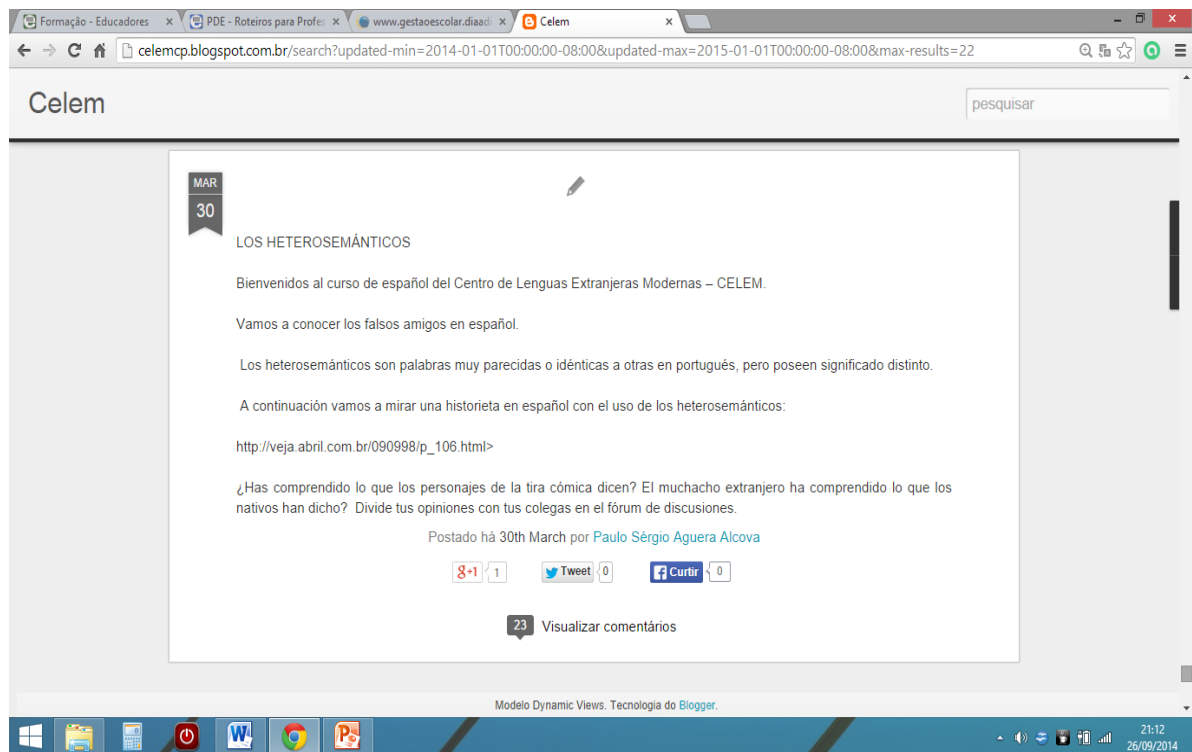 Formação - Educadores
PDE - Roteiros para Profes
www.gestaoescolar.diaadi
Celem
celemcp.blogspot.com.br/search?updated-min=2014-01-01T00:00:00-08:00&updated-max=2015-01-01T00:00:00-08:00&max-results=22
Celem
pesquisar
MAR
30
LOS HETEROSEMÁNTICOS
Bienvenidos al curso de español del Centro de Lenguas Extranjeras Modernas – CELEM.
Vamos a conocer los falsos amigos en español.
Los heterosemánticos son palabras muy parecidas o idénticas a otras en portugués, pero poseen significado distinto.
A continuación vamos a mirar una historieta en español con el uso de los heterosemánticos:
http://veja.abril.com.br/090998/p_106.html>
¿Has comprendido lo que los personajes de la tira cómica dicen? El muchacho extranjero ha comprendido lo que los
nativos han dicho? Divide tus opiniones con tus colegas en el fórum de discusiones.
Postado há 30th March por Paulo Sérgio Aguera Alcova
g+1 1 Tweet 0 Curtir 0
23 Visualizar comentários
Modelo Dynamic Views. Tecnologia do Blogger.
21:12
26/09/2014